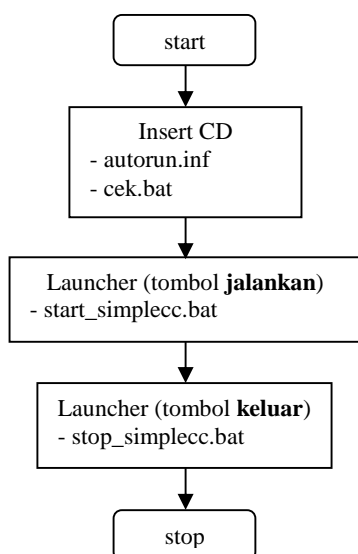 start
Insert CD
- autorun.inf
- cek.bat
Launcher (tombol jalankan)
- start_simplecc.bat
Launcher (tombol keluar)
- stop_simplecc.bat
stop